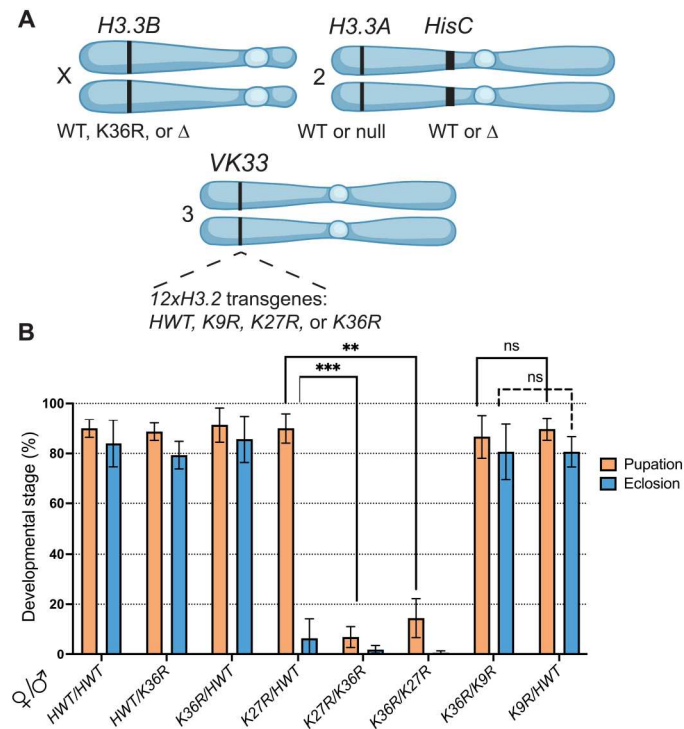 A
H3.3B
H3.3A HisC
X
2
WT, K36R, or Δ
WT or null
WT or Δ
VK33
3
12xH3.2 transgenes:
HWT, K9R, K27R, or K36R
B
**
***
ns
ns
100
80
60
40
20
0
Developmental stage (%)
Pupation
Eclosion
♀/♂
HWT/HWT
HWT/K36R
K36R/HWT
K27R/HWT
K27R/K36R
K36R/K27R
K36R/K9R
K9R/HWT